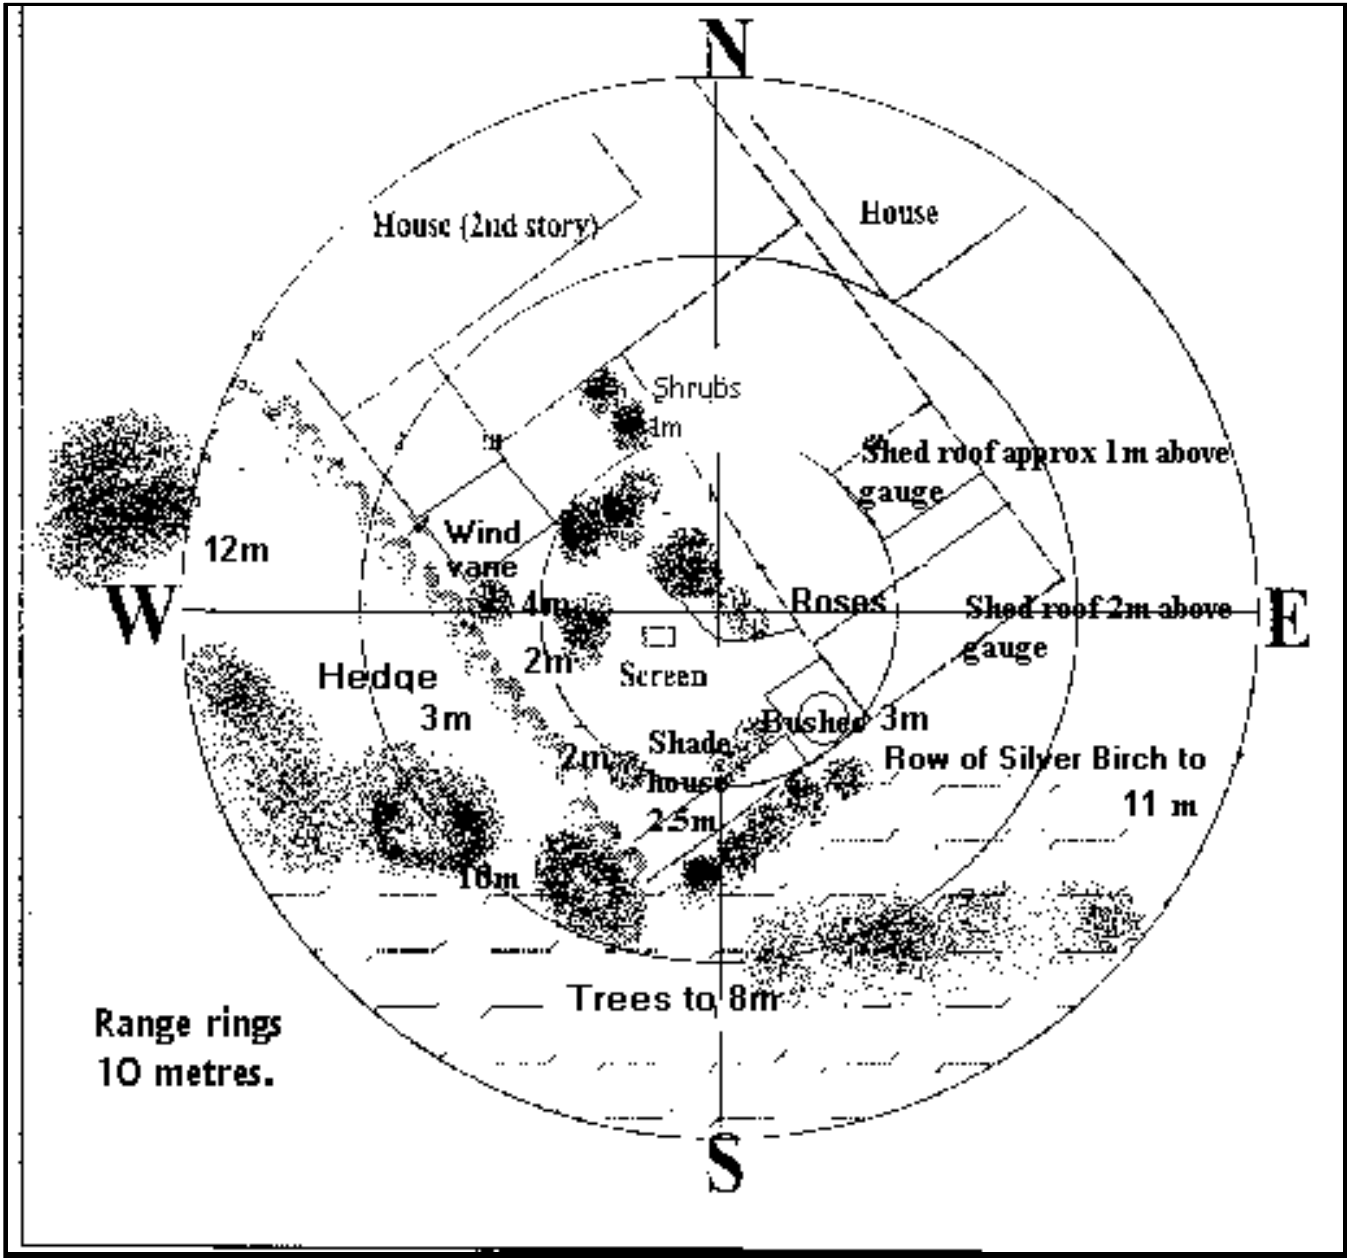 N
House (2nd story)
House
Shrubs
1m
Shed roof approx 1m above
gauge
Wind
vane
12m
W
4m
Roses
Shed roof 2m above
gauge
E
2m
Screen
Hedge
3m
Bushes
3m
Shade
house
2.5m
2m
Row of Silver Birch to
11 m
10m
Trees to 8m
Range rings
10 metres.
S